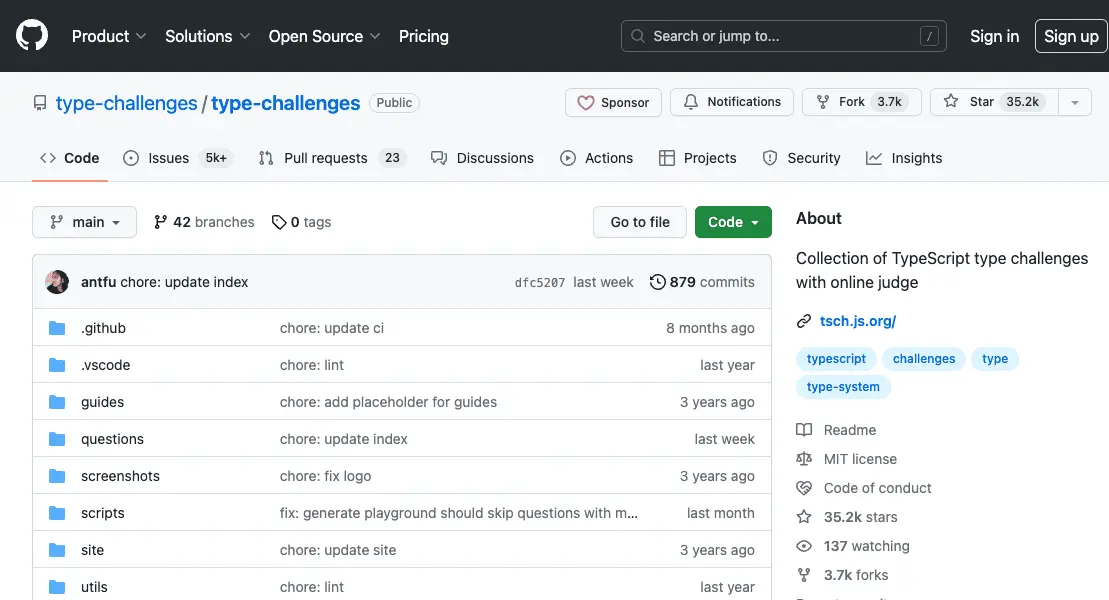 Product Solutions Open Source Pricing Search or jump to... / Sign in Sign up
type-challenges / type-challenges Public Sponsor Notifications Fork 3.7k Star 35.2k
Code Issues 5k+ Pull requests 23 Discussions Actions Projects Security Insights
main 42 branches 0 tags Go to file Code
antfu chore: update index dfc5207 last week 879 commits
.github chore: update ci 8 months ago
.vscode chore: lint last year
guides chore: add placeholder for guides 3 years ago
questions chore: update index last week
screenshots chore: fix logo 3 years ago
scripts fix: generate playground should skip questions with m... last month
site chore: update site 3 years ago
utils chore: lint last year
About
Collection of TypeScript type challenges
with online judge
tsch.js.org/
typescript challenges type
type-system
Readme
MIT license
Code of conduct
35.2k stars
137 watching
3.7k forks